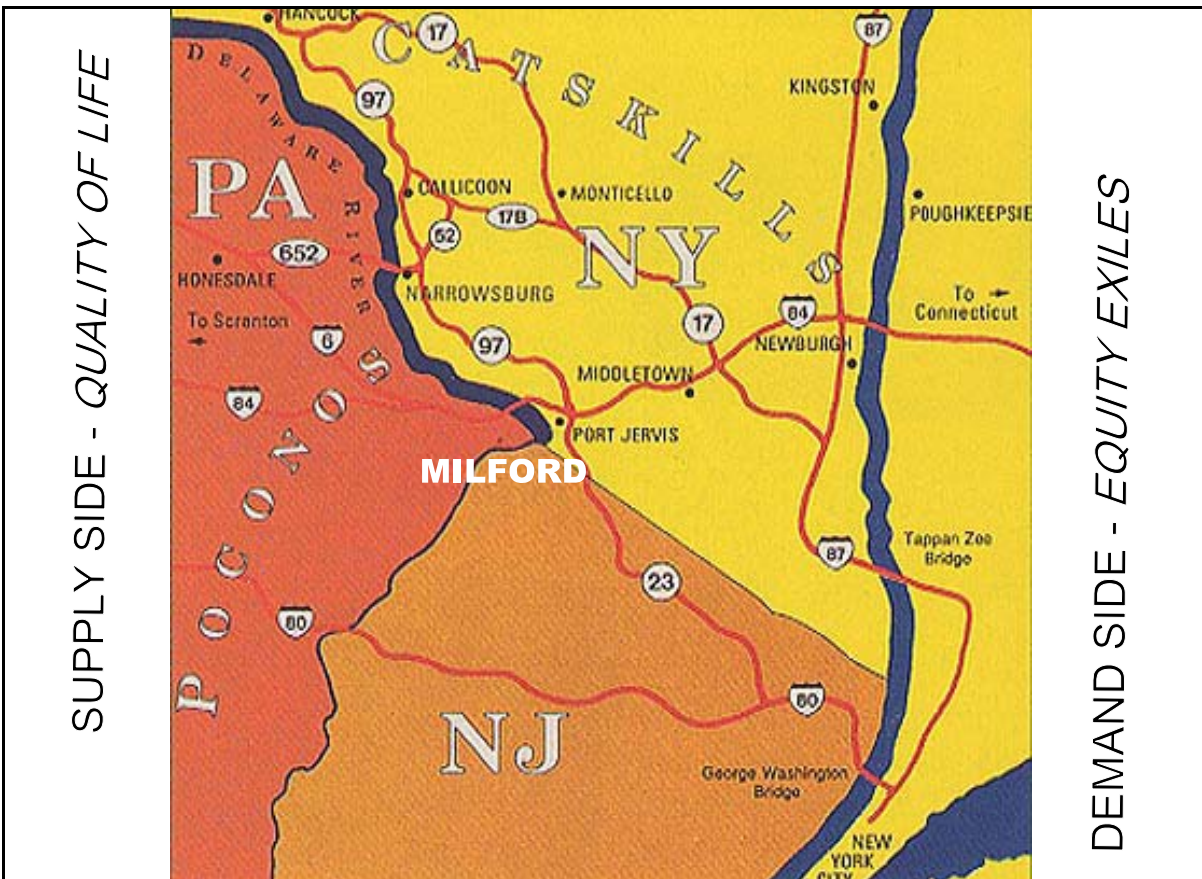 SUPPLY SIDE - QUALITY OF LIFE
HANCOCK
17
87
CATSKILLS
DELAWARE RIVER
97
KINGSTON
PA
CALLICOON
MONTICELLO
POUGHKEEPSIE
17B
52
NY
652
HONESDALE
NARROWSBURG
To Connecticut
To Scranton
6
17
84
97
NEWBURGH
MIDDLETOWN
84
PORT JERVIS
MILFORD
POCONOS
Tappan Zee
Bridge
87
23
80
80
NJ
George Washington
Bridge
NEW
YORK
CITY
DEMAND SIDE - EQUITY EXILES